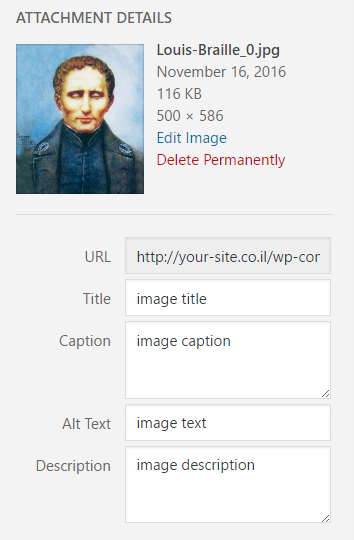 ATTACHMENT DETAILS
Louis-Braille_0.jpg
November 16, 2016
116 KB
500 × 586
Edit Image
Delete Permanently
URL http://your-site.co.il/wp-cor
Title image title
Caption image caption
Alt Text image text
Description image description